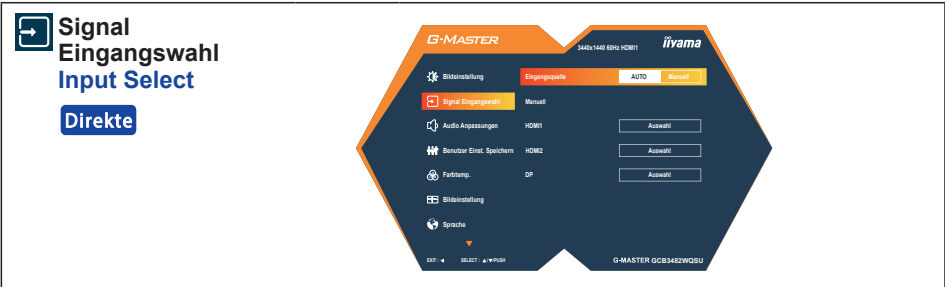 Signal
Eingangswahl
Input Select
Direkte
G-MASTER
3440x1440 60Hz HDMI1
iiyama
Bildeinstellung
Eingangsquelle
AUTO
Manuell
Signal Eingangswahl
Manuell
Audio Anpassungen
HDMI1
Auswahl
Benutzer Einst. Speichern
HDMI2
Auswahl
Farbtemp.
DP
Auswahl
Bildeinstellung
Sprache
EXIT : ◀
SELECT : ▲/▼/PUSH
G-MASTER GCB3482WQSU